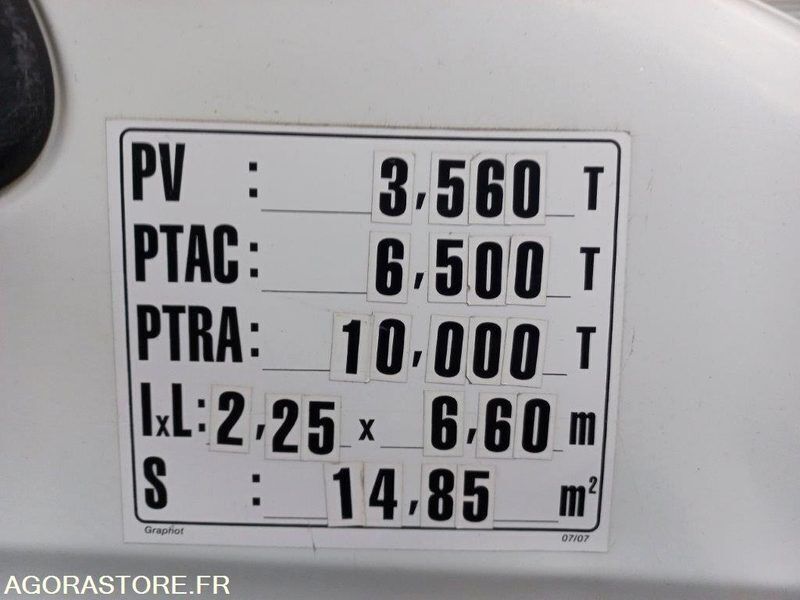 PV : 3,560 T
PTAC : 6,500 T
PTRA : 10,000 T
lxL : 2,25 x 6,60 m
S : 14,85 m²
Graphot 07/07
AGORASTORE.FR